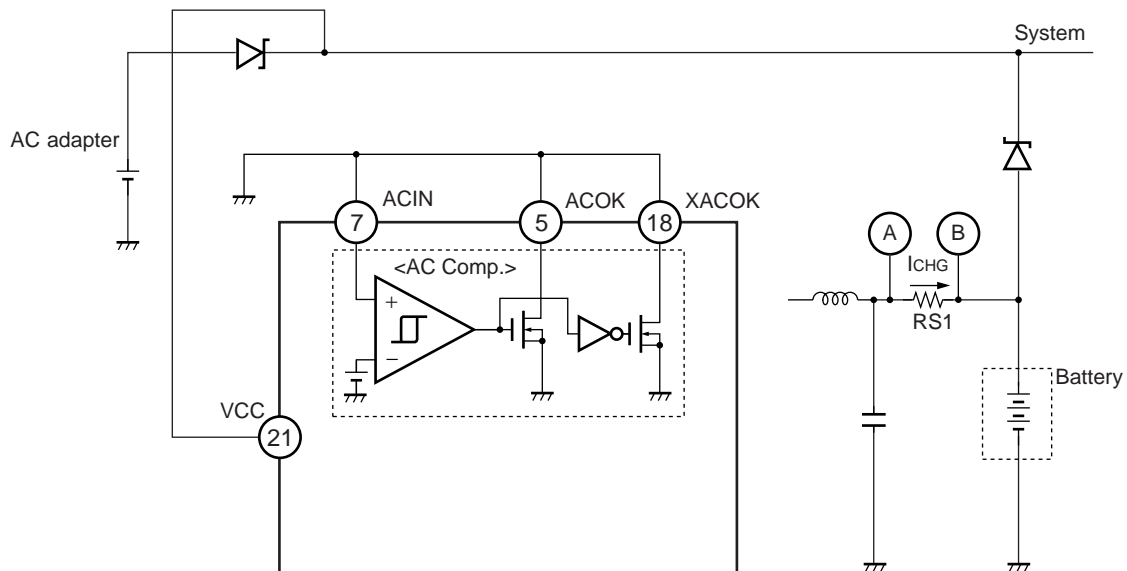 System
AC adapter
ACIN
ACOK
XACOK
7
5
18
A
B
<AC Comp.>
ICHG
+
−
RS1
Battery
VCC
21